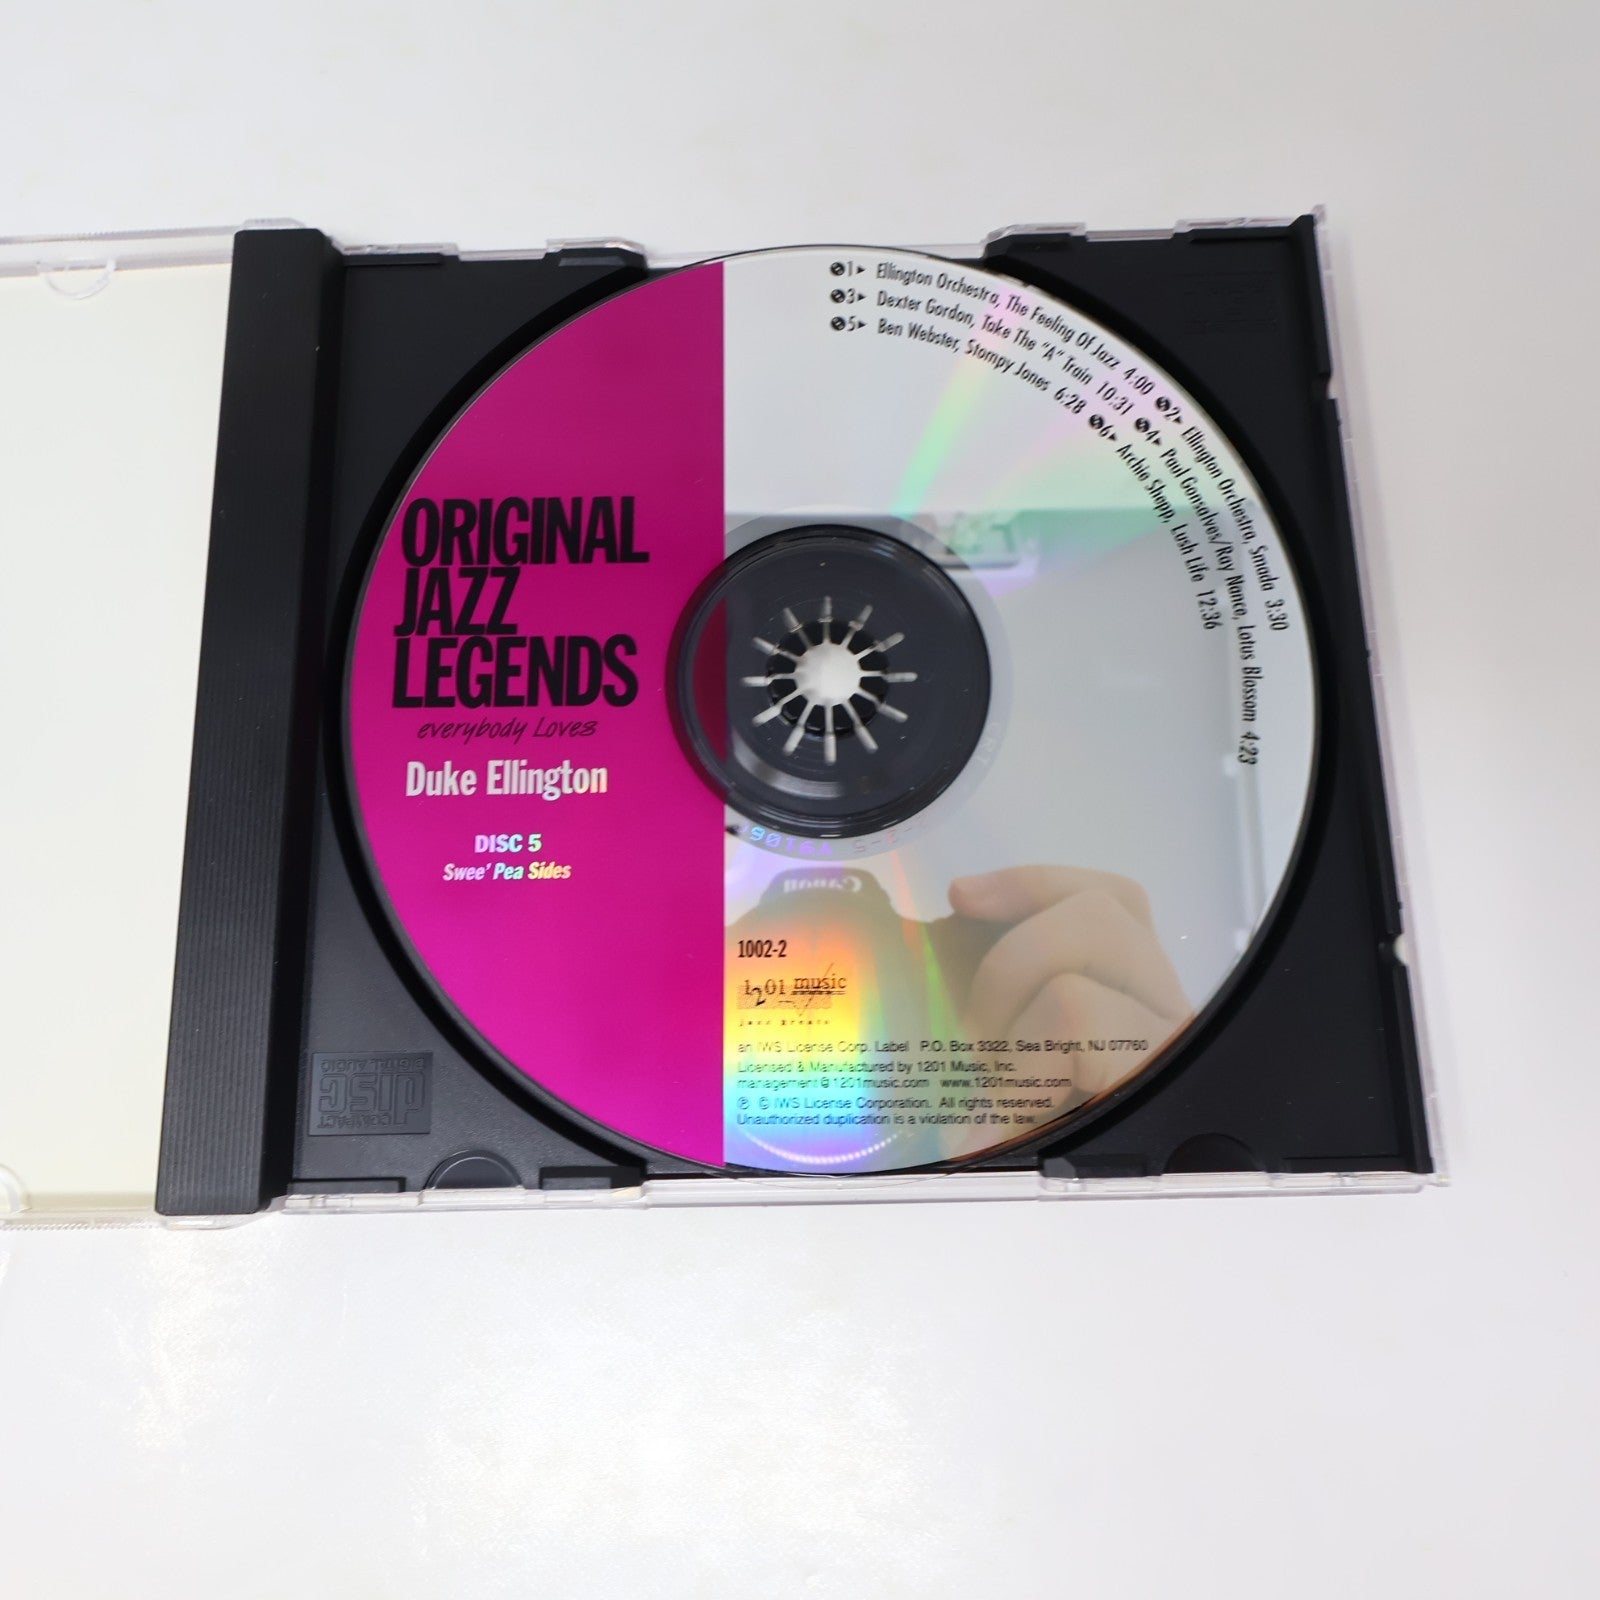 ORIGINAL
JAZZ
LEGENDS
everybody Loves
Duke Ellington
DISC 5
Swee' Pea Sides
1▸ Ellington Orchestra, The Feeling Of Jazz 4:00 2▸ Ellington Orchestra, Smada 3:30
3▸ Dexter Gordon, Take The "A" Train 10:31 4▸ Paul Gonsalves/Ray Nance, Lotus Blossom 4:23
5▸ Ben Webster, Stompy Jones 6:28 6▸ Archie Shepp, Lush Life 12:36
Canon
1002-2
1201 music
jazz greats
an IWS License Corp. Label P.O. Box 3322, Sea Bright, NJ 07760
Licensed & Manufactured by 1201 Music, Inc.
management@1201music.com www.1201music.com
℗ © IWS License Corporation. All rights reserved.
Unauthorized duplication is a violation of the law.
COMPACT
disc
DIGITAL AUDIO